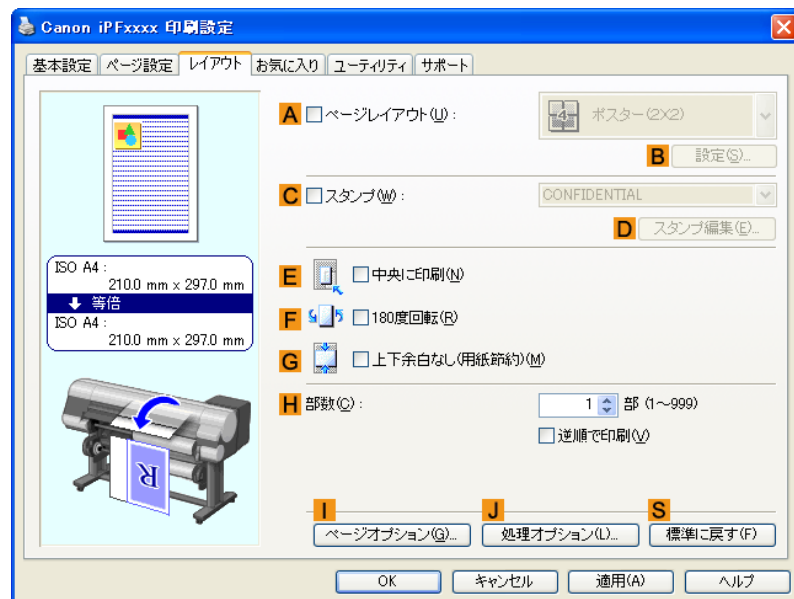 Canon iPFxxxx 印刷設定
基本設定 ページ設定 レイアウト お気に入り ユーティリティ サポート
A ページレイアウト(U) : 4 ポスター(2X2)
B 設定(S)...
C スタンプ(W) : CONFIDENTIAL
D スタンプ編集(E)...
ISO A4 :
210.0 mm x 297.0 mm
等倍
ISO A4 :
210.0 mm x 297.0 mm
E 中央に印刷(N)
F 180度回転(R)
G 上下余白なし(用紙節約)(M)
H 部数(C) : 1 部 (1～999)
逆順で印刷(V)
R
I J S
ページオプション(G)... 処理オプション(L)... 標準に戻す(F)
OK キャンセル 適用(A) ヘルプ